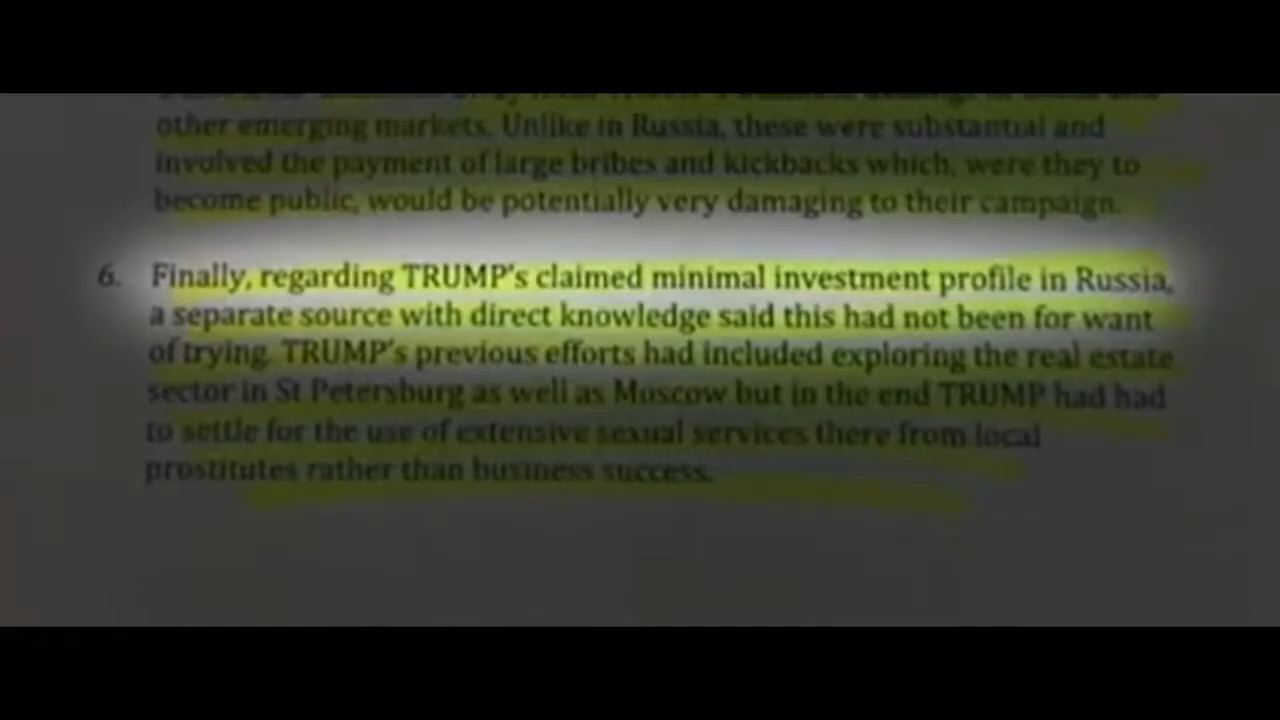 other emerging markets. Unlike in Russia, these were substantial and
involved the payment of large bribes and kickbacks which, were they to
become public, would be potentially very damaging to their campaign.
6. Finally, regarding TRUMP's claimed minimal investment profile in Russia,
a separate source with direct knowledge said this had not been for want
of trying. TRUMP's previous efforts had included exploring the real estate
sector in St Petersburg as well as Moscow but in the end TRUMP had had
to settle for the use of extensive sexual services there from local
prostitutes rather than business success.